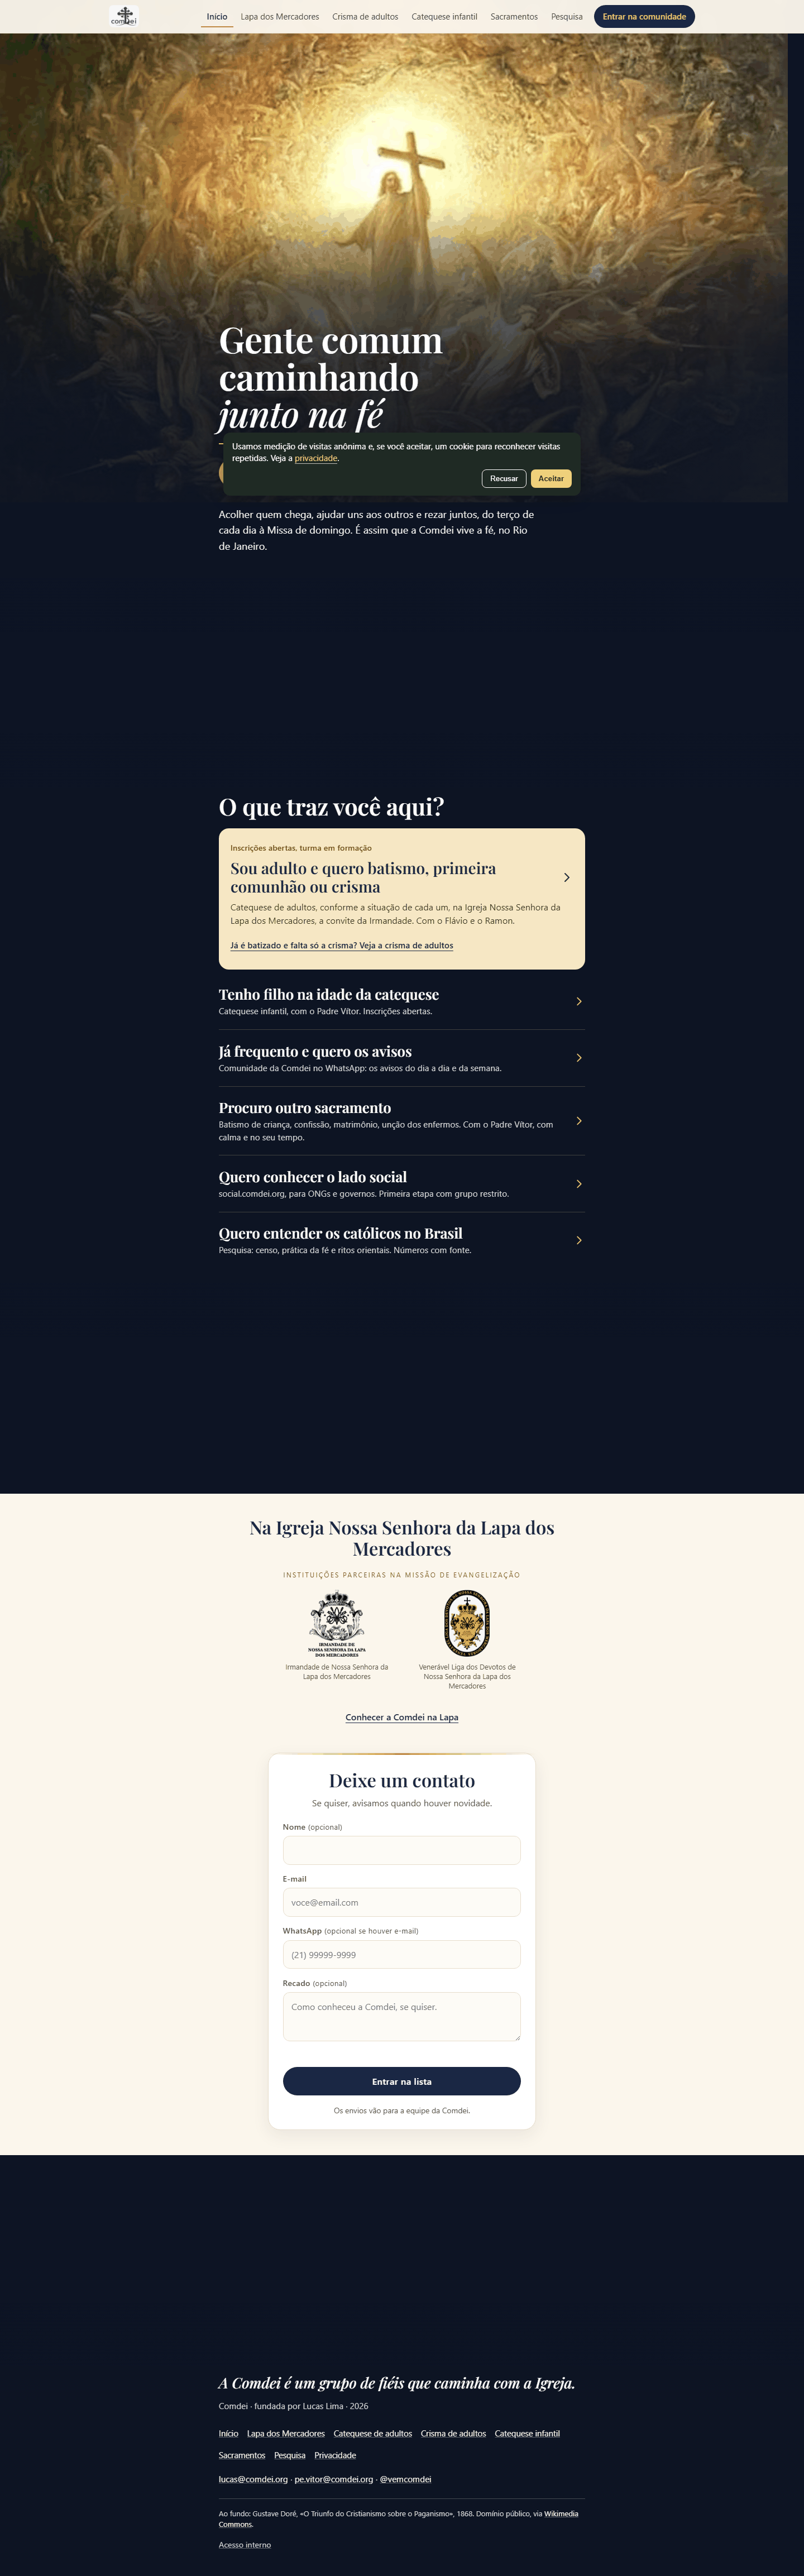 comdei
Início
Lapa dos Mercadores
Crisma de adultos
Catequese infantil
Sacramentos
Pesquisa
Entrar na comunidade
Gente comum
caminhando
junto na fé
Usamos medição de visitas anônima e, se você aceitar, um cookie para reconhecer visitas
repetidas. Veja a privacidade.
Recusar
Aceitar
Acolher quem chega, ajudar uns aos outros e rezar juntos, do terço de
cada dia à Missa de domingo. É assim que a Comdei vive a fé, no Rio
de Janeiro.
O que traz você aqui?
Inscrições abertas, turma em formação
Sou adulto e quero batismo, primeira
comunhão ou crisma
Catequese de adultos, conforme a situação de cada um, na Igreja Nossa Senhora da
Lapa dos Mercadores, a convite da Irmandade. Com o Flávio e o Ramon.
Já é batizado e falta só a crisma? Veja a crisma de adultos
Tenho filho na idade da catequese
Catequese infantil, com o Padre Vítor. Inscrições abertas.
Já frequento e quero os avisos
Comunidade da Comdei no WhatsApp: os avisos do dia a dia e da semana.
Procuro outro sacramento
Batismo de criança, confissão, matrimônio, unção dos enfermos. Com o Padre Vítor, com
calma e no seu tempo.
Quero conhecer o lado social
social.comdei.org, para ONGs e governos. Primeira etapa com grupo restrito.
Quero entender os católicos no Brasil
Pesquisa: censo, prática da fé e ritos orientais. Números com fonte.
Na Igreja Nossa Senhora da Lapa dos
Mercadores
INSTITUIÇÕES PARCEIRAS NA MISSÃO DE EVANGELIZAÇÃO
IRMANDADE DE
NOSSA SENHORA DA LAPA
DOS MERCADORES
Irmandade de Nossa Senhora da
Lapa dos Mercadores
Venerável Liga dos Devotos de
Nossa Senhora da Lapa dos
Mercadores
Conhecer a Comdei na Lapa
Deixe um contato
Se quiser, avisamos quando houver novidade.
Nome (opcional)
E-mail
voce@email.com
WhatsApp (opcional se houver e-mail)
(21) 99999-9999
Recado (opcional)
Como conheceu a Comdei, se quiser.
Entrar na lista
Os envios vão para a equipe da Comdei.
A Comdei é um grupo de fiéis que caminha com a Igreja.
Comdei · fundada por Lucas Lima · 2026
Início Lapa dos Mercadores Catequese de adultos Crisma de adultos Catequese infantil
Sacramentos Pesquisa Privacidade
lucas@comdei.org · pe.vitor@comdei.org · @vemcomdei
Ao fundo: Gustave Doré, «O Triunfo do Cristianismo sobre o Paganismo», 1868. Domínio público, via Wikimedia
Commons.
Acesso interno